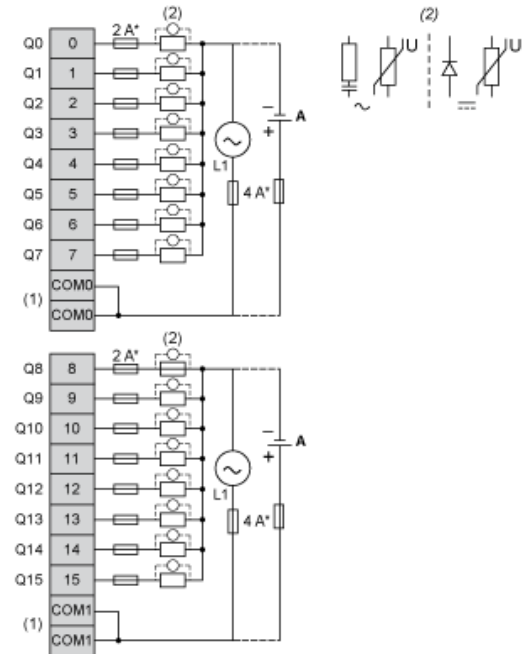 (2)
(2)
Q0 0 2 A*
U
U
Q1 1
Q2 2
Q3 3
− A
+
Q4 4
L1
Q5 5
4 A*
Q6 6
Q7 7
COM0
(1)
COM0
(2)
Q8 8 2 A*
Q9 9
Q10 10
− A
Q11 11
+
Q12 12
L1
Q13 13
4 A*
Q14 14
Q15 15
COM1
(1)
COM1